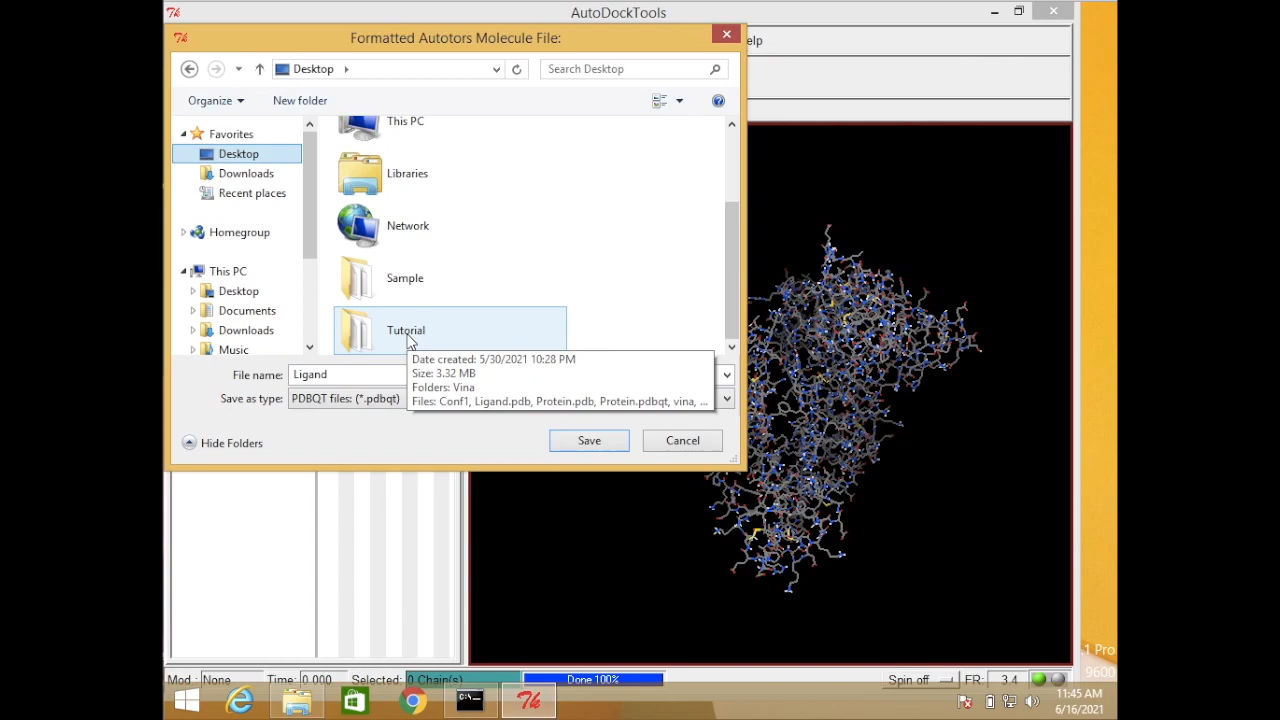 AutoDockTools
Formatted Autotors Molecule File:
elp
Desktop
Search Desktop
Organize
New folder
This PC
Favorites
Desktop
Downloads
Recent places
Homegroup
This PC
Desktop
Documents
Downloads
Music
Libraries
Network
Sample
Tutorial
Date created: 5/30/2021 10:28 PM
Size: 3.32 MB
Folders: Vina
Files: Conf1, Ligand.pdb, Protein.pdb, Protein.pdbqt, vina, ...
File name: Ligand
Save as type: PDBQT files: (*.pdbqt)
Hide Folders
Save
Cancel
Mod.: None
Time: 0.000
Selected: 0 Chain(s)
Done 100%
Spin off
FR: 3.4
.1 Pro
9600
11:45 AM
6/16/2021